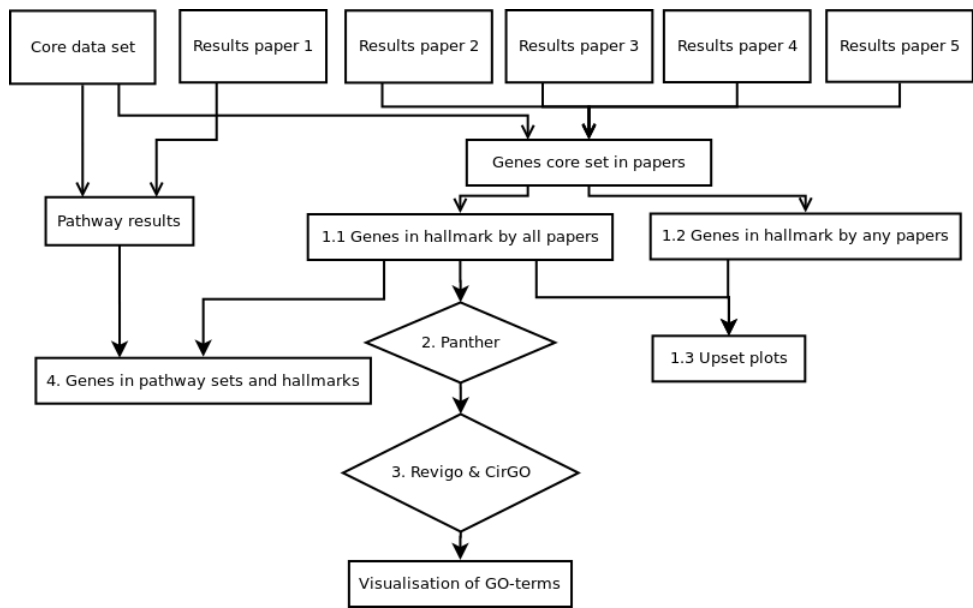 Core data set
Results paper 1
Results paper 2
Results paper 3
Results paper 4
Results paper 5
Genes core set in papers
Pathway results
1.1 Genes in hallmark by all papers
1.2 Genes in hallmark by any papers
2. Panther
1.3 Upset plots
4. Genes in pathway sets and hallmarks
3. Revigo & CirGO
Visualisation of GO-terms